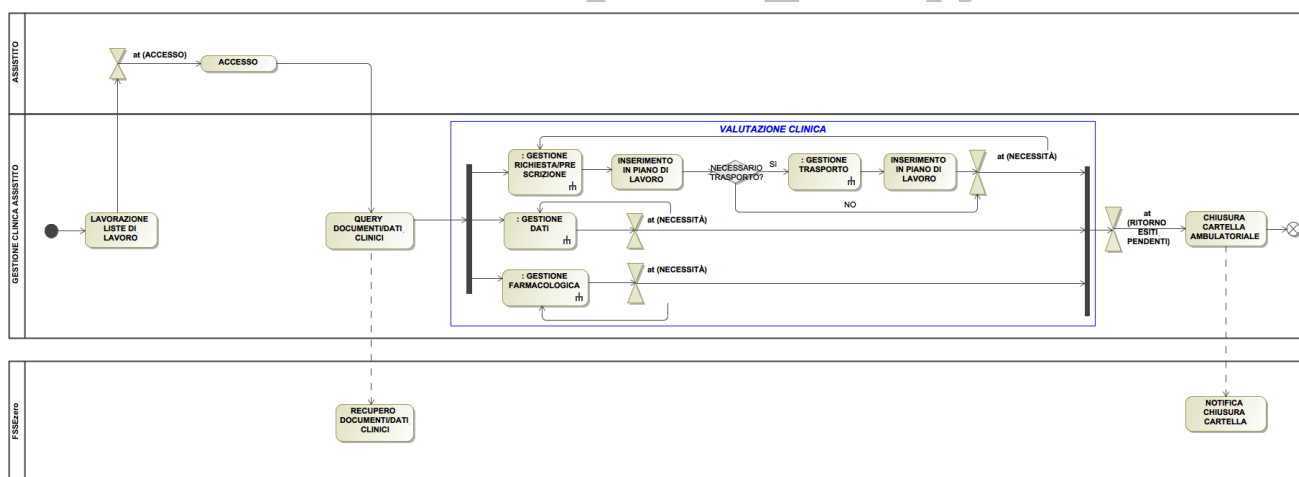 ASSISTITO
at (ACCESSO)
ACCESSO
GESTIONE CLINICA ASSISTITO
LAVORAZIONE
LISTE DI
LAVORO
QUERY
DOCUMENTI/DATI
CLINICI
VALUTAZIONE CLINICA
: GESTIONE
RICHIESTA/PRE
SCRIZIONE
INSERIMENTO
IN PIANO DI
LAVORO
NECESSARIO
TRASPORTO?
SÌ
NO
: GESTIONE
TRASPORTO
INSERIMENTO
IN PIANO DI
LAVORO
at (NECESSITÀ)
: GESTIONE
DATI
at (NECESSITÀ)
: GESTIONE
FARMACOLOGICA
at (NECESSITÀ)
at
(RITORNO
ESITI
PENDENTI)
CHIUSURA
CARTELLA
AMBULATORIALE
FSSEzero
RECUPERO
DOCUMENTI/DATI
CLINICI
NOTIFICA
CHIUSURA
CARTELLA